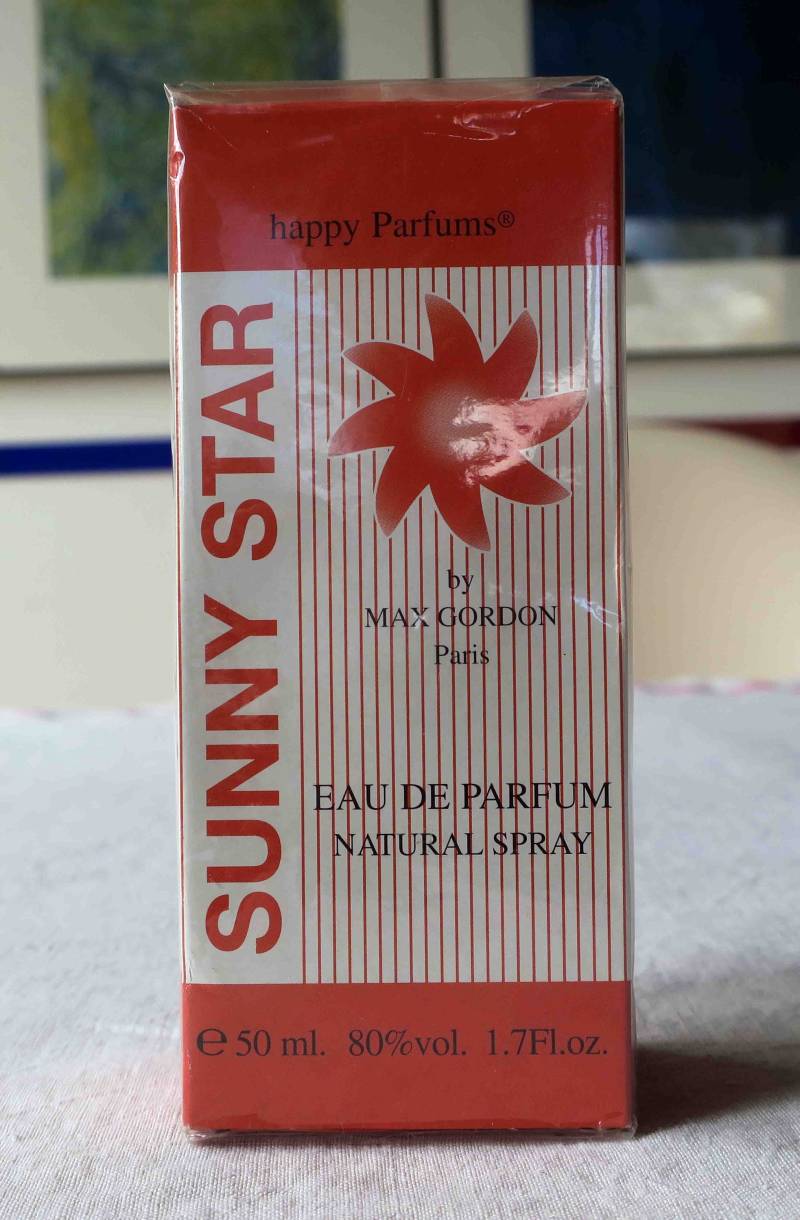 happy Parfums®
SUNNY STAR
by
MAX GORDON
Paris
EAU DE PARFUM
NATURAL SPRAY
℮ 50 ml. 80%vol. 1.7Fl.oz.